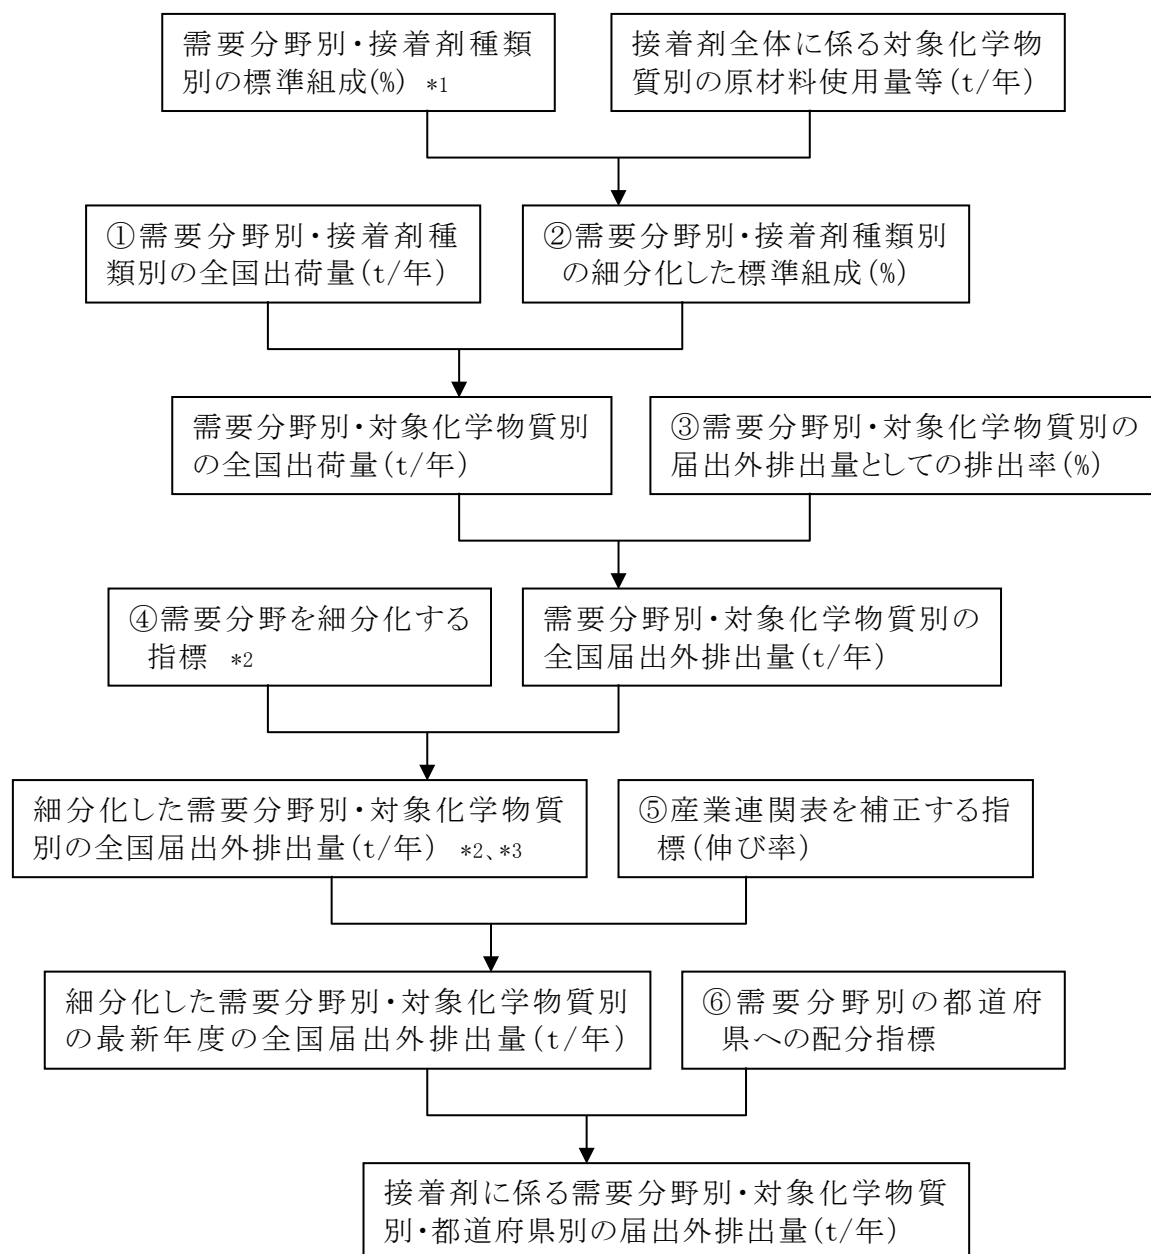 需要分野別・接着剤種類
別の標準組成(%) *1
接着剤全体に係る対象化学物
質別の原材料使用量等(t/年)
①需要分野別・接着剤種
類別の全国出荷量(t/年)
②需要分野別・接着剤種類別
の細分化した標準組成(%)
需要分野別・対象化学物質別
の全国出荷量(t/年)
③需要分野別・対象化学物質別の
届出外排出量としての排出率(%)
④需要分野を細分化する
指標 *2
需要分野別・対象化学物質別の
全国届出外排出量(t/年)
細分化した需要分野別・対象化学物質
別の全国届出外排出量(t/年) *2、*3
⑤産業連関表を補正する指
標(伸び率)
細分化した需要分野別・対象化学物質別
の最新年度の全国届出外排出量(t/年)
⑥需要分野別の都道府
県への配分指標
接着剤に係る需要分野別・対象化学物質
別・都道府県別の届出外排出量(t/年)